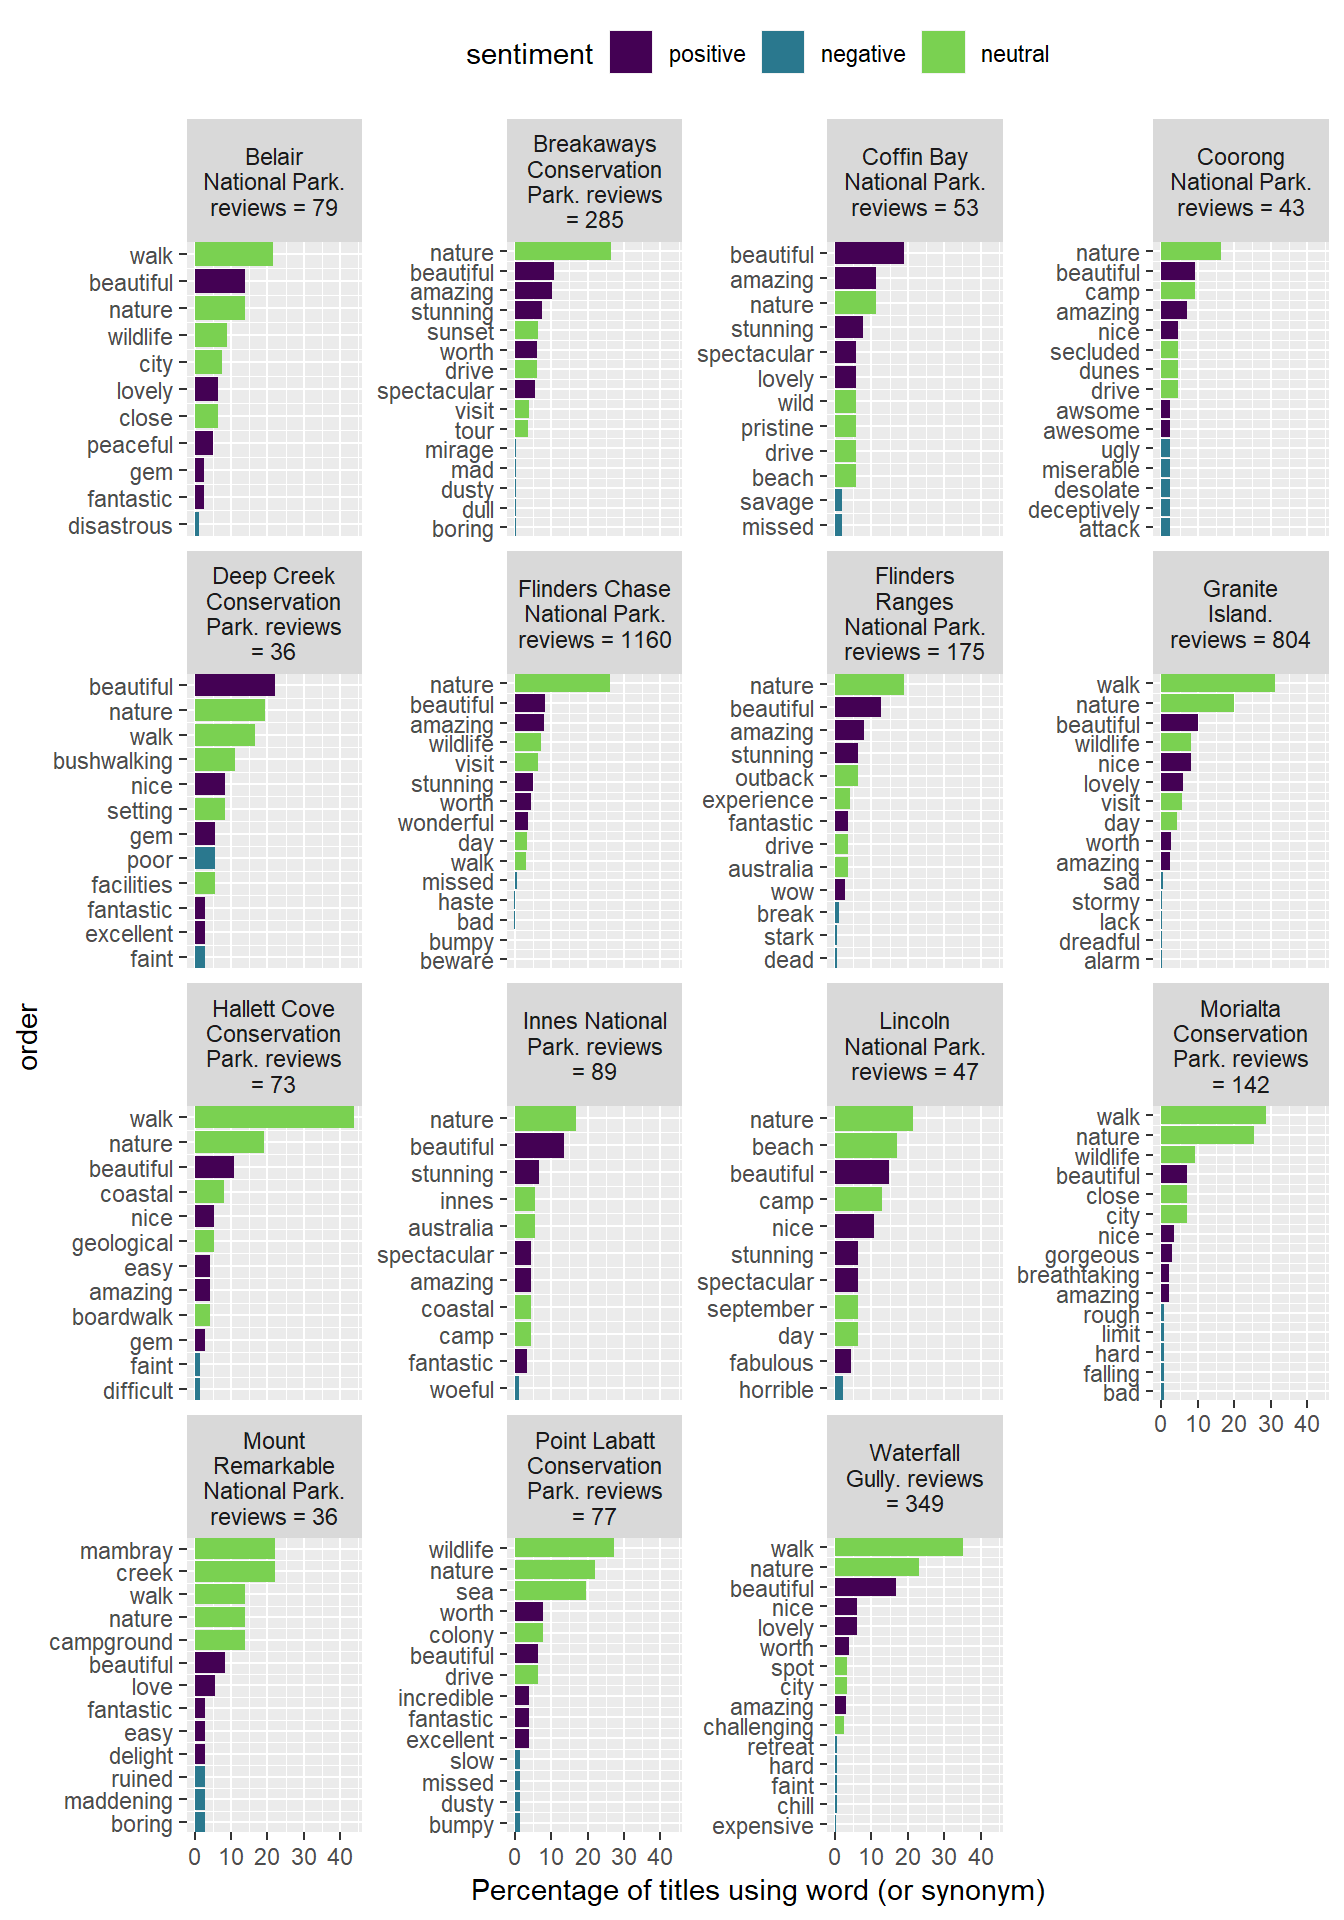 sentiment positive negative neutral
Belair
National Park.
reviews = 79
walk
beautiful
nature
wildlife
city
lovely
close
peaceful
gem
fantastic
disastrous
Breakaways
Conservation
Park. reviews
= 285
nature
beautiful
amazing
stunning
sunset
worth
drive
spectacular
visit
tour
mirage
mad
dusty
dull
boring
Coffin Bay
National Park.
reviews = 53
beautiful
amazing
nature
stunning
spectacular
lovely
wild
pristine
drive
beach
savage
missed
Coorong
National Park.
reviews = 43
nature
beautiful
camp
amazing
nice
secluded
dunes
drive
awsome
awesome
ugly
miserable
desolate
deceptively
attack
Deep Creek
Conservation
Park. reviews
= 36
beautiful
nature
walk
bushwalking
nice
setting
gem
poor
facilities
fantastic
excellent
faint
Flinders Chase
National Park.
reviews = 1160
nature
beautiful
amazing
wildlife
visit
stunning
worth
wonderful
day
walk
missed
haste
bad
bumpy
beware
Flinders
Ranges
National Park.
reviews = 175
nature
beautiful
amazing
stunning
outback
experience
fantastic
drive
australia
wow
break
stark
dead
Granite
Island.
reviews = 804
walk
nature
beautiful
wildlife
nice
lovely
visit
day
worth
amazing
sad
stormy
lack
dreadful
alarm
order
Hallett Cove
Conservation
Park. reviews
= 73
walk
nature
beautiful
coastal
nice
geological
easy
amazing
boardwalk
gem
faint
difficult
Innes National
Park. reviews
= 89
nature
beautiful
stunning
innes
australia
spectacular
amazing
coastal
camp
fantastic
woeful
Lincoln
National Park.
reviews = 47
nature
beach
beautiful
camp
nice
stunning
spectacular
september
day
fabulous
horrible
Morialta
Conservation
Park. reviews
= 142
walk
nature
wildlife
beautiful
close
city
nice
gorgeous
breathtaking
amazing
rough
limit
hard
falling
bad
0 10 20 30 40
Mount
Remarkable
National Park.
reviews = 36
mambray
creek
walk
nature
campground
beautiful
love
fantastic
easy
delight
ruined
maddening
boring
0 10 20 30 40
Point Labatt
Conservation
Park. reviews
= 77
wildlife
nature
sea
worth
colony
beautiful
drive
incredible
fantastic
excellent
slow
missed
dusty
bumpy
0 10 20 30 40
Waterfall
Gully. reviews
= 349
walk
nature
beautiful
nice
lovely
worth
spot
city
amazing
challenging
retreat
hard
faint
chill
expensive
0 10 20 30 40
Percentage of titles using word (or synonym)